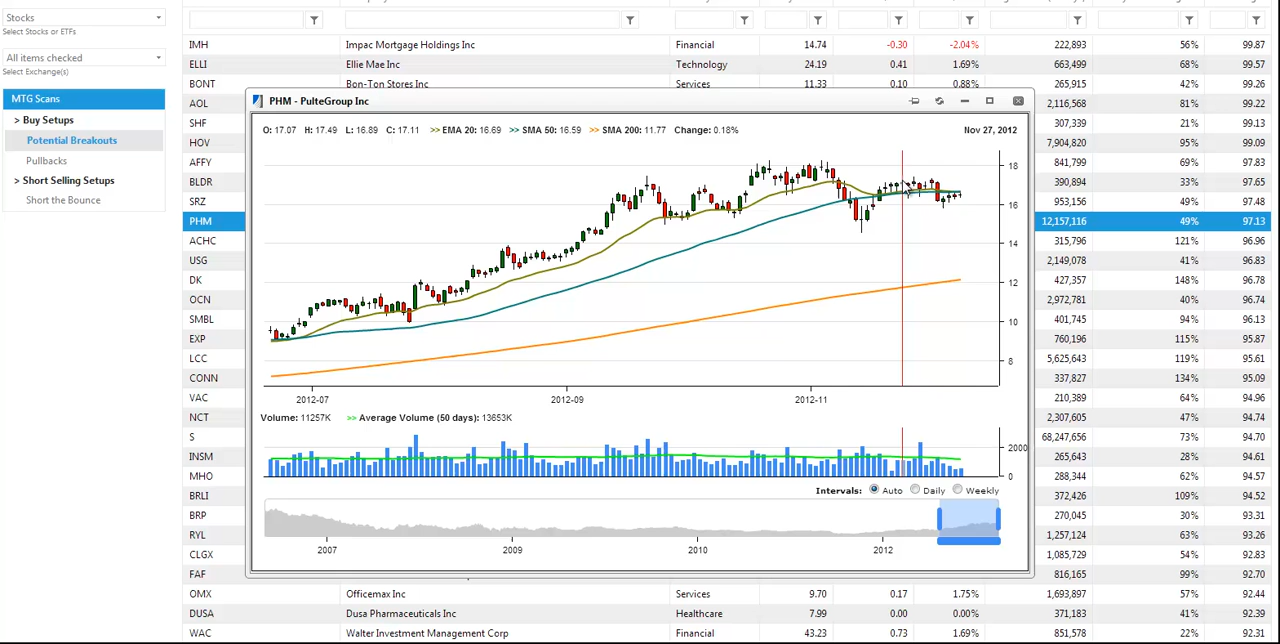 Stocks
Select Stocks or ETFs
All items checked
Select Exchange(s)
MTG Scans
> Buy Setups
Potential Breakouts
Pullbacks
> Short Selling Setups
Short the Bounce
IMH Impac Mortgage Holdings Inc Financial 14.74 -0.30 -2.04% 222,893 56% 99.87
ELLI Ellie Mae Inc Technology 24.19 0.41 1.69% 663,499 68% 99.57
BONT Bon-Ton Stores Inc Services 11.33 0.10 0.88% 265,915 42% 99.26
AOL 2,116,568 81% 99.22
SHF 307,339 21% 99.13
HOV 7,904,820 95% 99.09
AFFY 841,799 69% 97.83
BLDR 390,894 33% 97.65
SRZ 953,156 49% 97.48
PHM 12,157,116 49% 97.13
ACHC 315,796 121% 96.96
USG 2,149,078 41% 96.83
DK 427,357 148% 96.78
OCN 2,972,781 40% 96.74
SMBL 401,745 94% 96.13
EXP 760,196 115% 95.87
LCC 5,625,643 119% 95.61
CONN 337,827 134% 95.09
VAC 210,389 64% 94.96
NCT 2,307,605 47% 94.74
S 68,247,656 73% 94.70
INSM 265,643 28% 94.61
MHO 288,344 62% 94.57
BRLI 372,426 109% 94.52
BRP 270,045 30% 93.31
RYL 1,257,124 63% 93.26
CLGX 1,085,729 54% 92.83
FAF 816,165 99% 92.70
OMX Officemax Inc Services 9.70 0.17 1.75% 1,693,897 57% 92.44
DUSA Dusa Pharmaceuticals Inc Healthcare 7.99 0.00 0.00% 371,183 41% 92.39
WAC Walter Investment Management Corp Financial 43.23 0.73 1.69% 851,578 22% 92.31
PHM - PulteGroup Inc
O: 17.07 H: 17.49 L: 16.89 C: 17.11 >> EMA 20: 16.69 >> SMA 50: 16.59 >> SMA 200: 11.77 Change: 0.18% Nov 27, 2012
18
16
14
12
10
8
2012-07 2012-09 2012-11
Volume: 11257K >> Average Volume (50 days): 13653K
2000
0
Intervals: Auto Daily Weekly
2007 2009 2010 2012